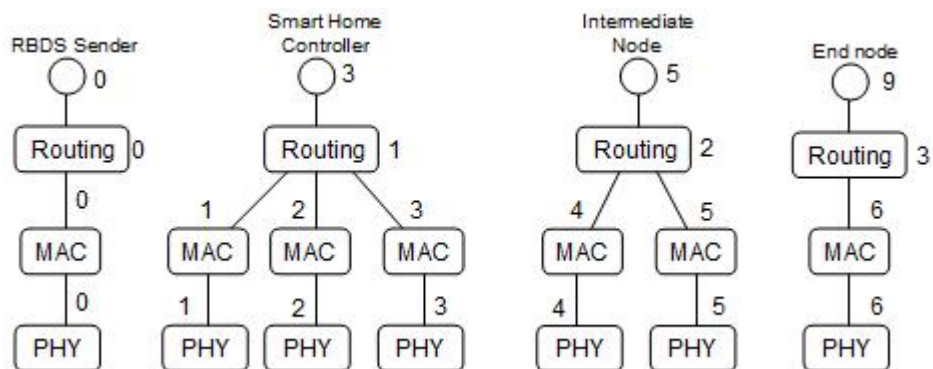 RBDS Sender
0
Routing 0
0
MAC
0
PHY
Smart Home
Controller
3
Routing 1
1 2 3
MAC MAC MAC
1 2 3
PHY PHY PHY
Intermediate
Node
5
Routing 2
4 5
MAC MAC
4 5
PHY PHY
End node
9
Routing 3
6
MAC
6
PHY